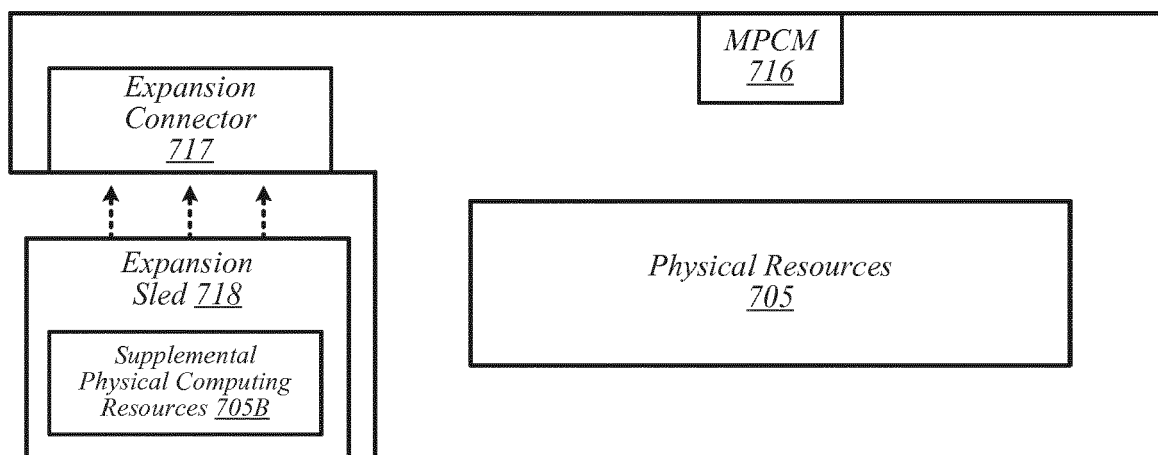 MPCM
716
Expansion
Connector
717
Expansion
Sled 718
Physical Resources
705
Supplemental
Physical Computing
Resources 705B